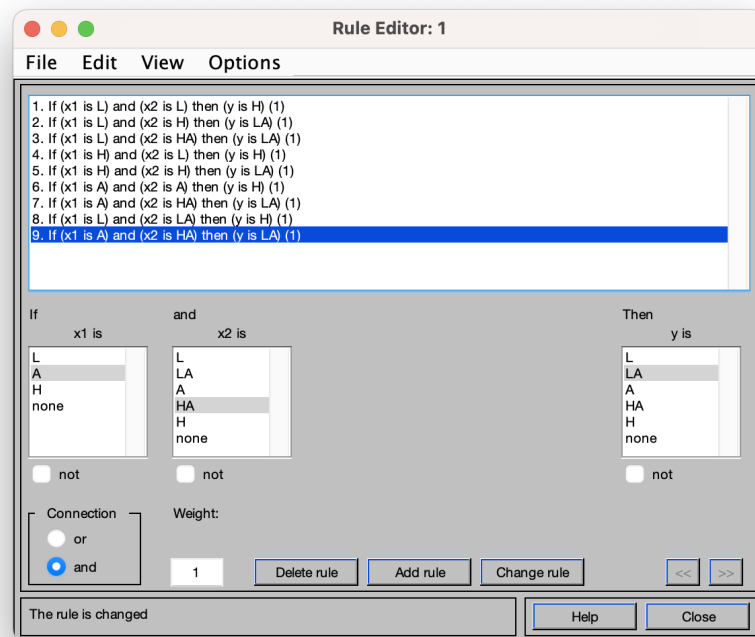 Rule Editor: 1
File Edit View Options
1. If (x1 is L) and (x2 is L) then (y is H) (1)
2. If (x1 is L) and (x2 is H) then (y is LA) (1)
3. If (x1 is L) and (x2 is HA) then (y is LA) (1)
4. If (x1 is H) and (x2 is L) then (y is H) (1)
5. If (x1 is H) and (x2 is H) then (y is LA) (1)
6. If (x1 is A) and (x2 is A) then (y is H) (1)
7. If (x1 is A) and (x2 is HA) then (y is LA) (1)
8. If (x1 is L) and (x2 is LA) then (y is H) (1)
9. If (x1 is A) and (x2 is HA) then (y is LA) (1)
If
x1 is
L
A
H
none
not
and
x2 is
L
LA
A
HA
H
none
not
Then
y is
L
LA
A
HA
H
none
not
Connection
or
and
Weight:
1
Delete rule
Add rule
Change rule
<<
>>
The rule is changed
Help
Close